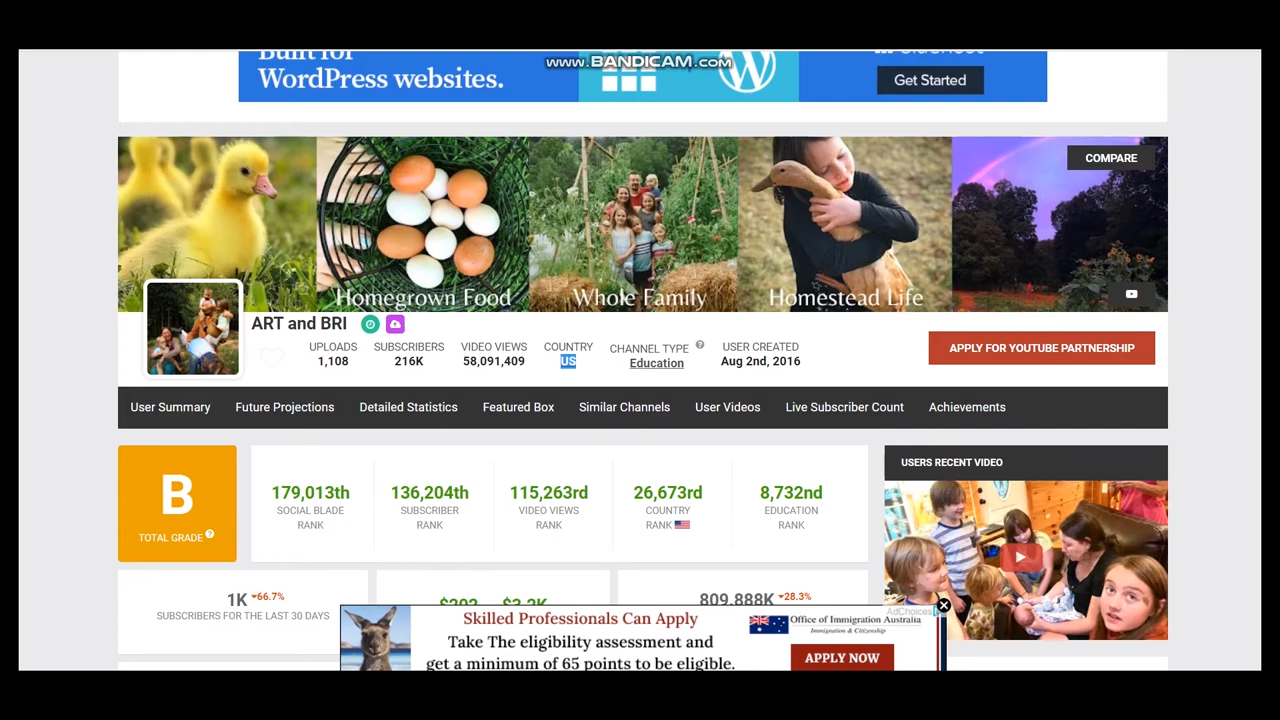 Built for
WordPress websites.
www.BANDICAM.com
Get Started
COMPARE
Homegrown Food
Whole Family
Homestead Life
ART and BRI
UPLOADS
1,108
SUBSCRIBERS
216K
VIDEO VIEWS
58,091,409
COUNTRY
US
CHANNEL TYPE
Education
USER CREATED
Aug 2nd, 2016
APPLY FOR YOUTUBE PARTNERSHIP
User Summary
Future Projections
Detailed Statistics
Featured Box
Similar Channels
User Videos
Live Subscriber Count
Achievements
B
TOTAL GRADE
179,013th
SOCIAL BLADE
RANK
136,204th
SUBSCRIBER
RANK
115,263rd
VIDEO VIEWS
RANK
26,673rd
COUNTRY
RANK
8,732nd
EDUCATION
RANK
USERS RECENT VIDEO
1K 66.7%
SUBSCRIBERS FOR THE LAST 30 DAYS
809.888K 28.3%
Skilled Professionals Can Apply
Take The eligibility assessment and
get a minimum of 65 points to be eligible.
AdChoices
Office of Immigration Australia
Immigration & Citizenship
APPLY NOW